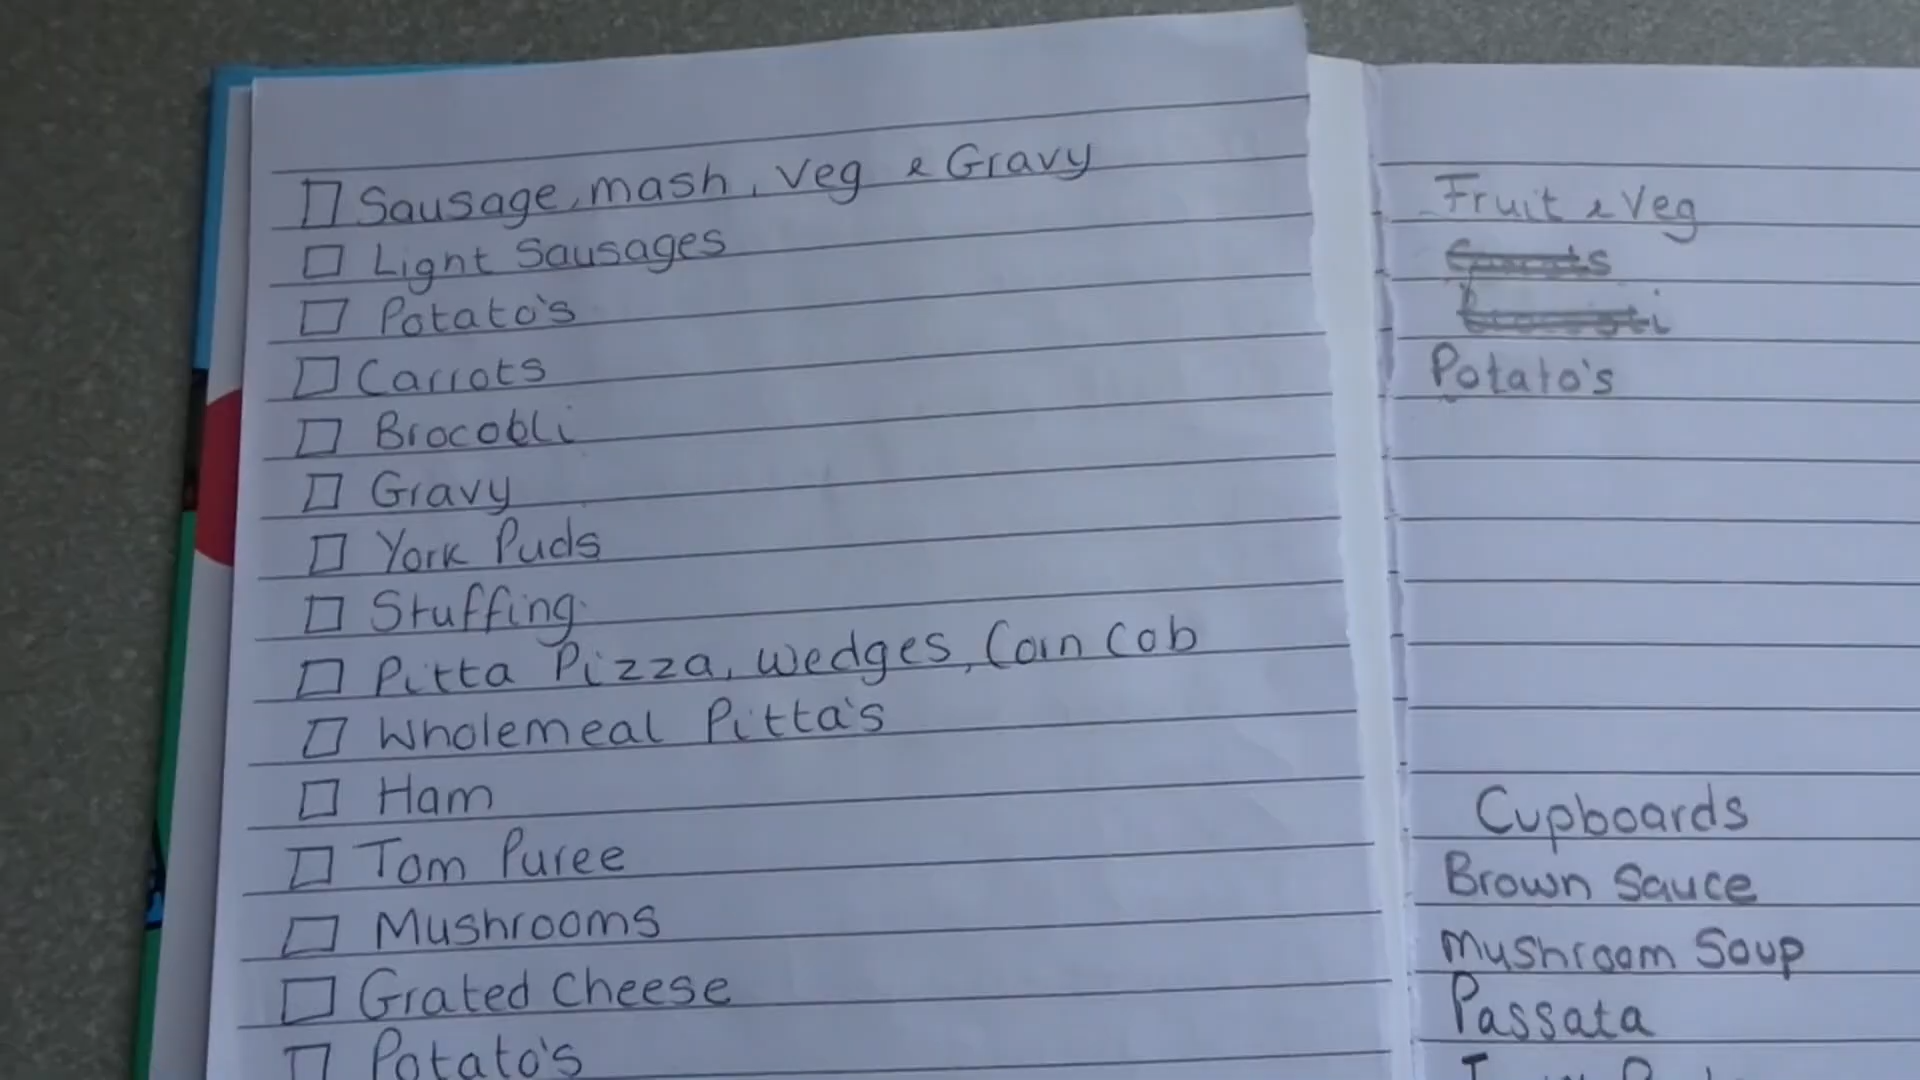 Sausage, mash, Veg & Gravy
Light Sausages
Potato's
Carrots
Brocobli
Gravy
York Puds
Stuffing
Pitta Pizza, wedges, Corn Cob
Wholemeal Pitta's
Ham
Tom Puree
Mushrooms
Grated Cheese
Potato's
Fruit & Veg
Potato's
Cupboards
Brown Sauce
Mushroom Soup
Passata